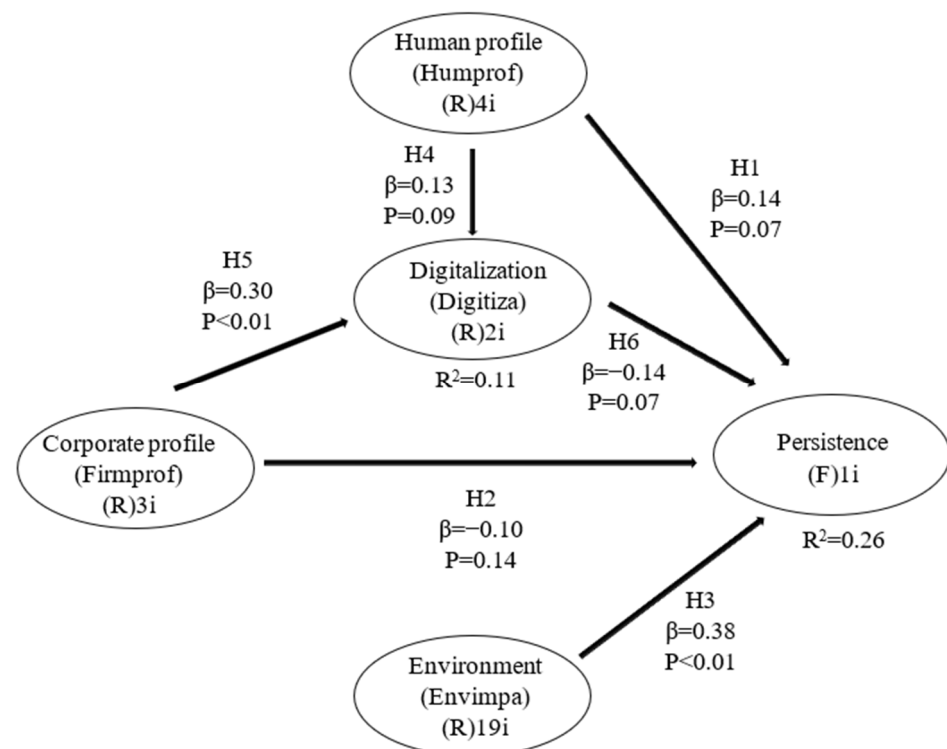 Human profile
(Humprof)
(R)4i
H4
β=0.13
P=0.09
H1
β=0.14
P=0.07
H5
β=0.30
P<0.01
Digitalization
(Digitiza)
(R)2i
R²=0.11
H6
β=−0.14
P=0.07
Corporate profile
(Firmprof)
(R)3i
Persistence
(F)1i
R²=0.26
H2
β=−0.10
P=0.14
H3
β=0.38
P<0.01
Environment
(Envimpa)
(R)19i